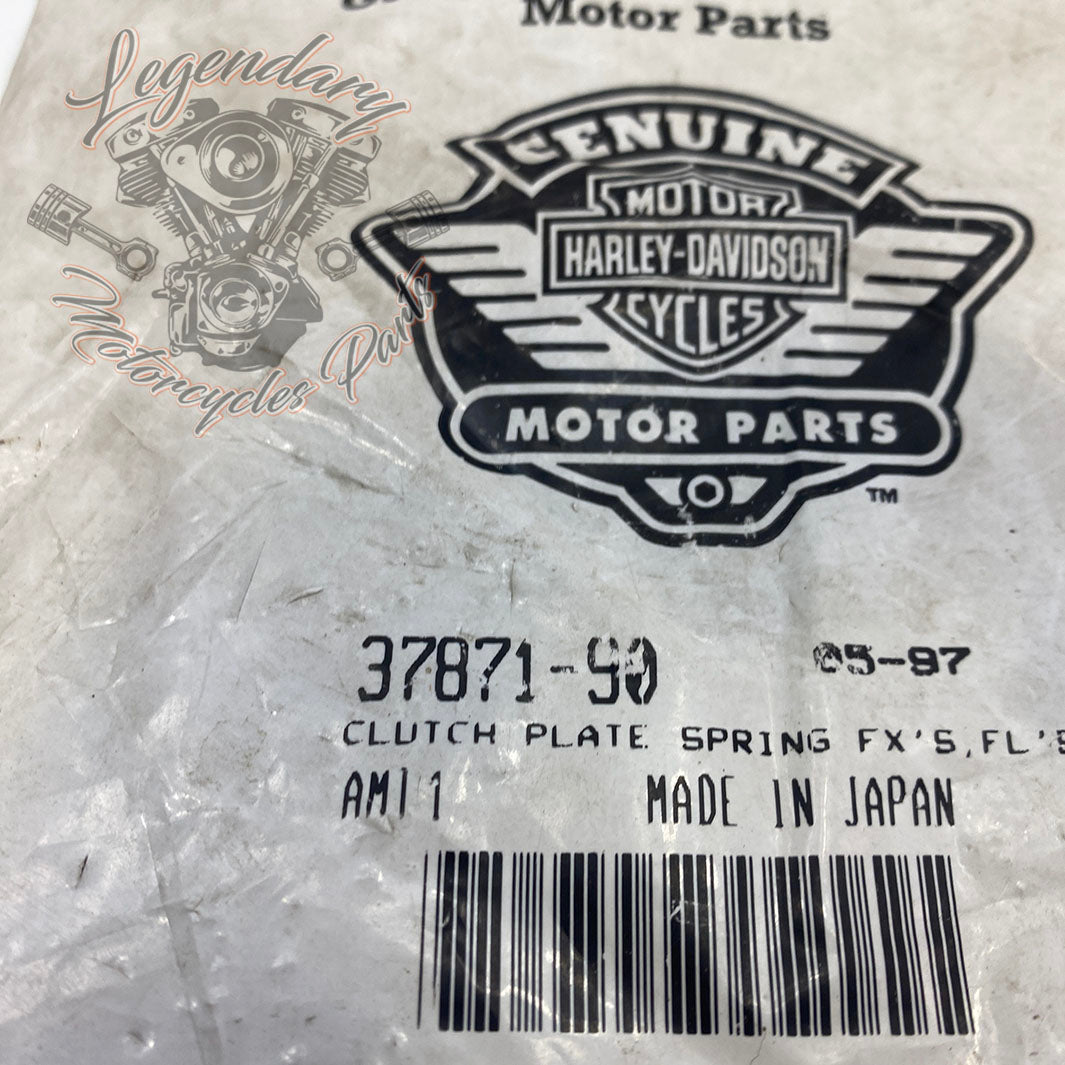 Motor Parts
Legendary
Motorcycles Parts
GENUINE
MOTOR
HARLEY-DAVIDSON
CYCLES
MOTOR PARTS
TM
37871-90 05-97
CLUTCH PLATE SPRING FX'S,FL'S
AM11 MADE IN JAPAN